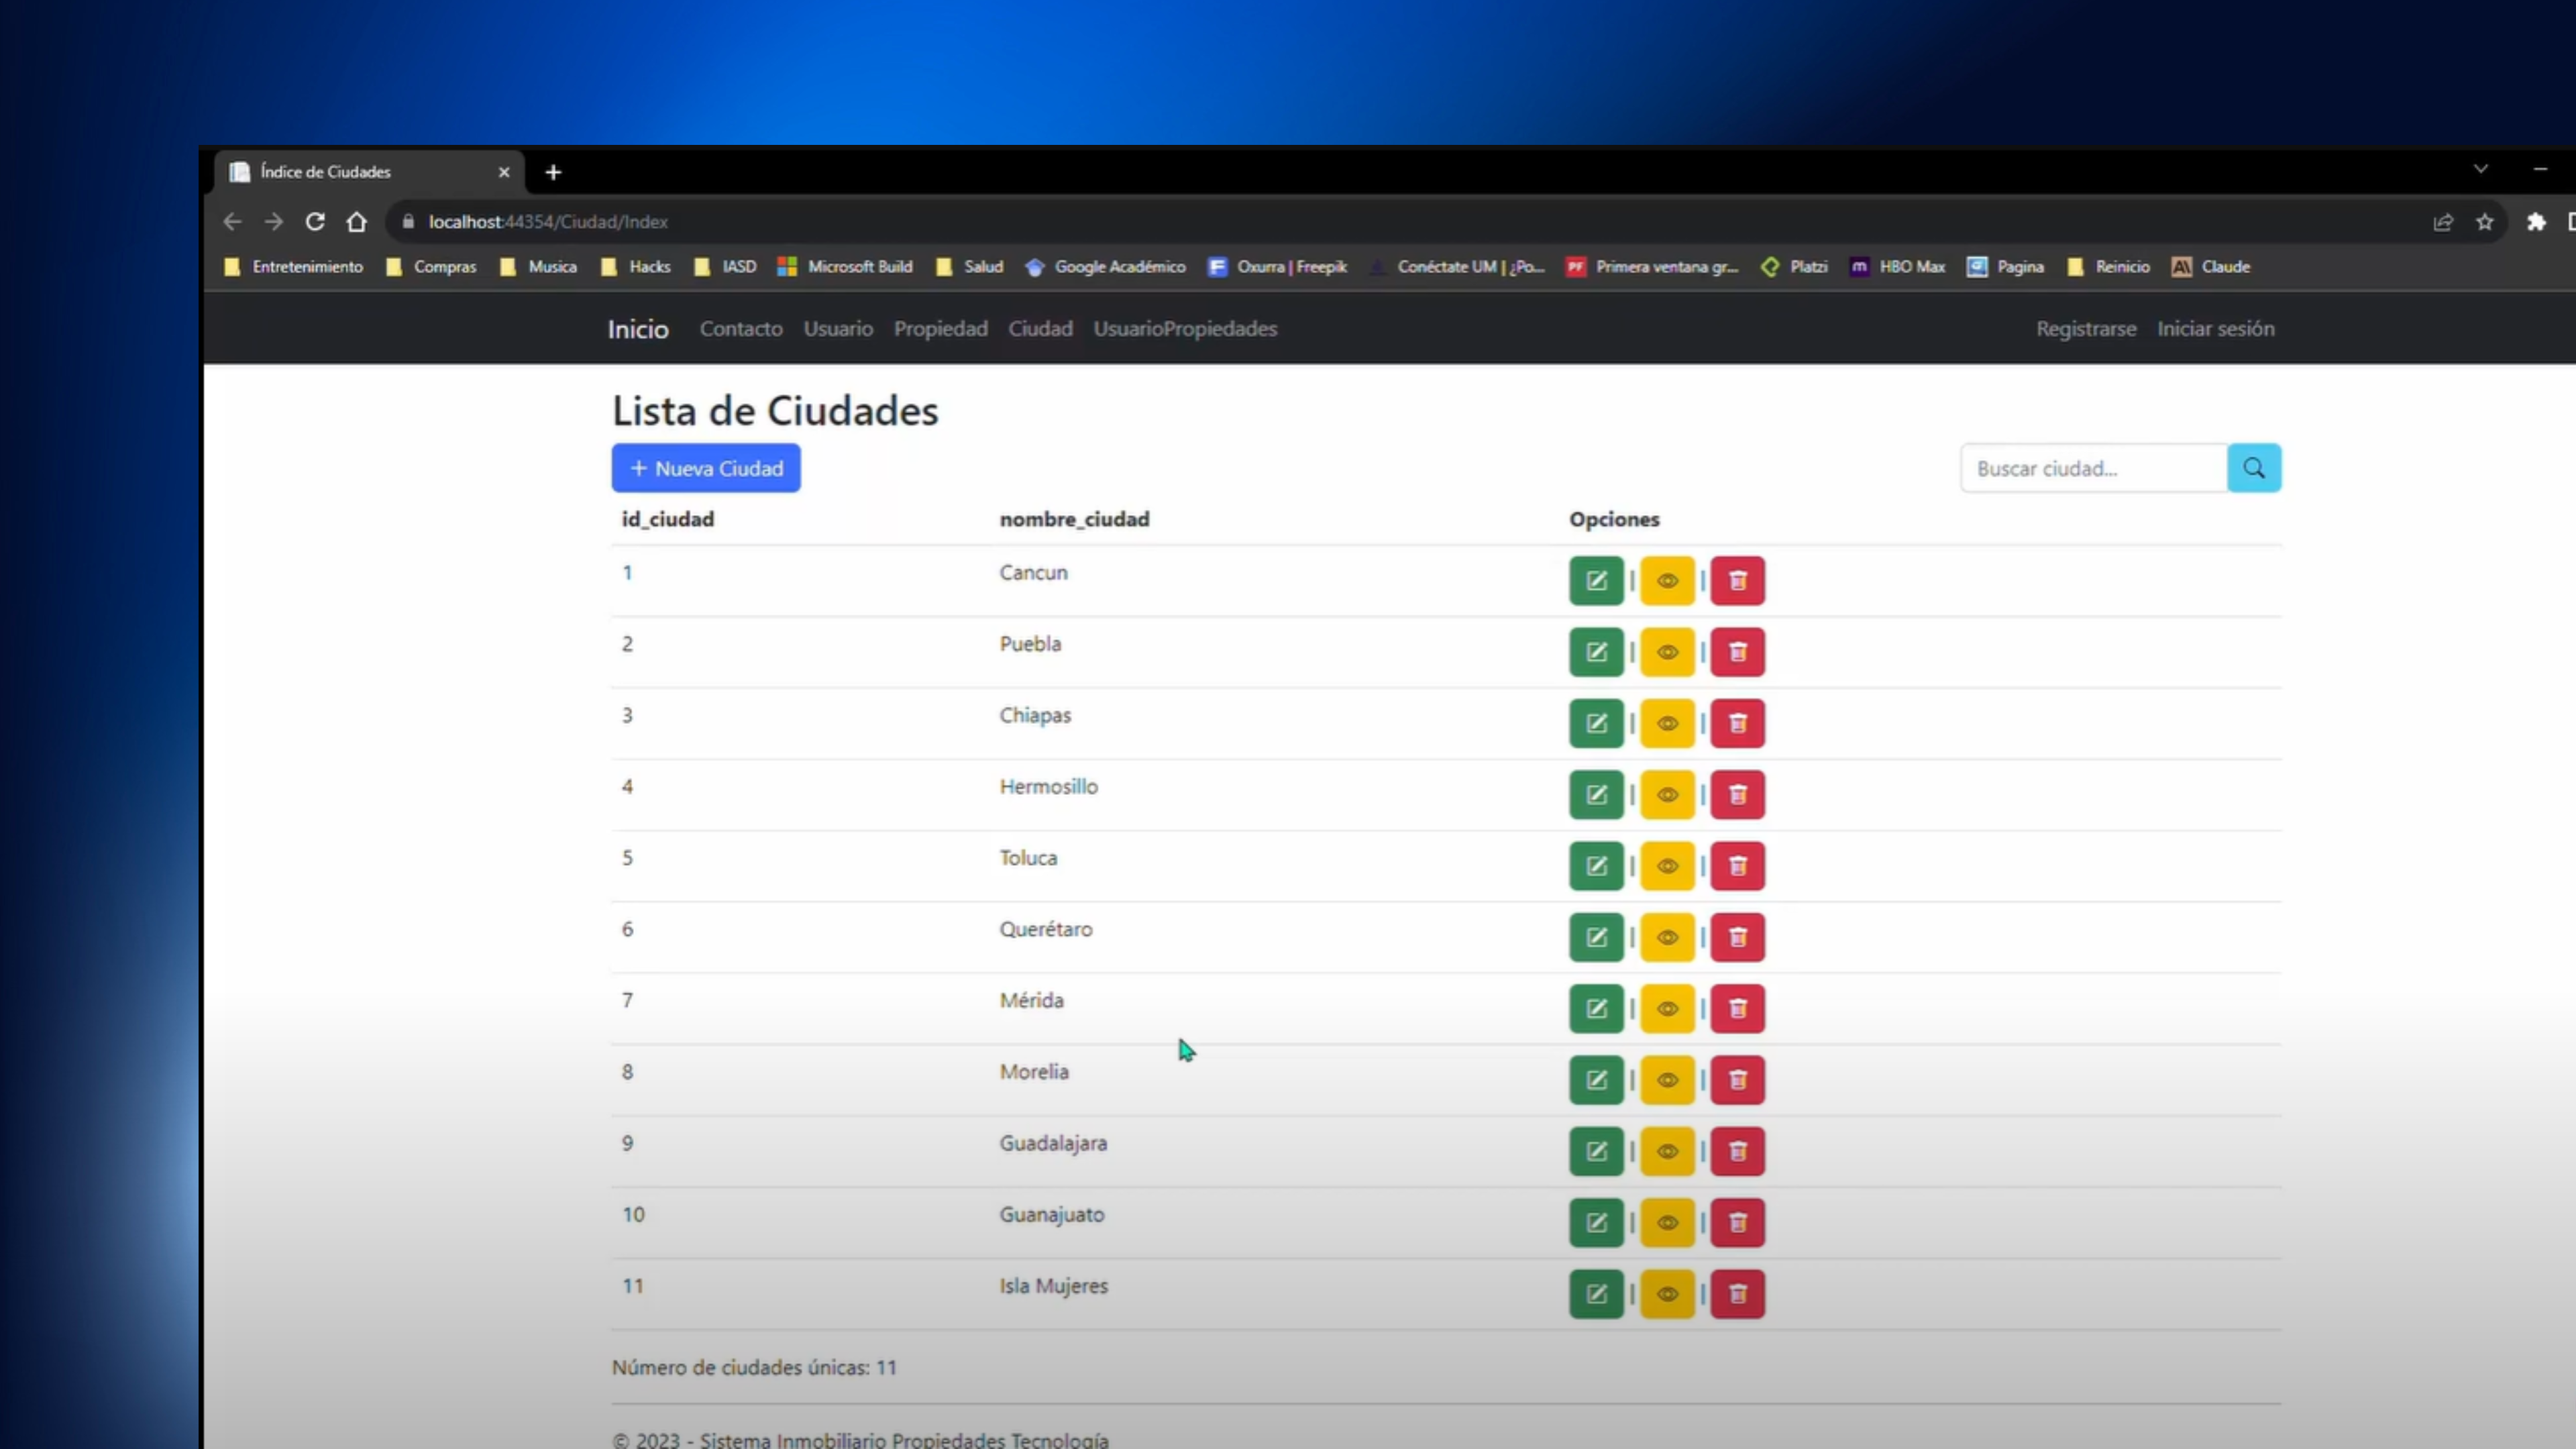 Índice de Ciudades
localhost:44354/Ciudad/Index
Entretenimiento Compras Musica Hacks IASD Microsoft Build Salud Google Académico Oxurra | Freepik Conéctate UM | ¿Po... Primera ventana gr... Platzi HBO Max Pagina Reinicio Claude
Inicio Contacto Usuario Propiedad Ciudad UsuarioPropiedades Registrarse Iniciar sesión
Lista de Ciudades
+ Nueva Ciudad Buscar ciudad...
id_ciudad nombre_ciudad Opciones
1 Cancun | |
2 Puebla | |
3 Chiapas | |
4 Hermosillo | |
5 Toluca | |
6 Querétaro | |
7 Mérida | |
8 Morelia | |
9 Guadalajara | |
10 Guanajuato | |
11 Isla Mujeres | |
Número de ciudades únicas: 11
© 2023 - Sistema Inmobiliario Propiedades Tecnología